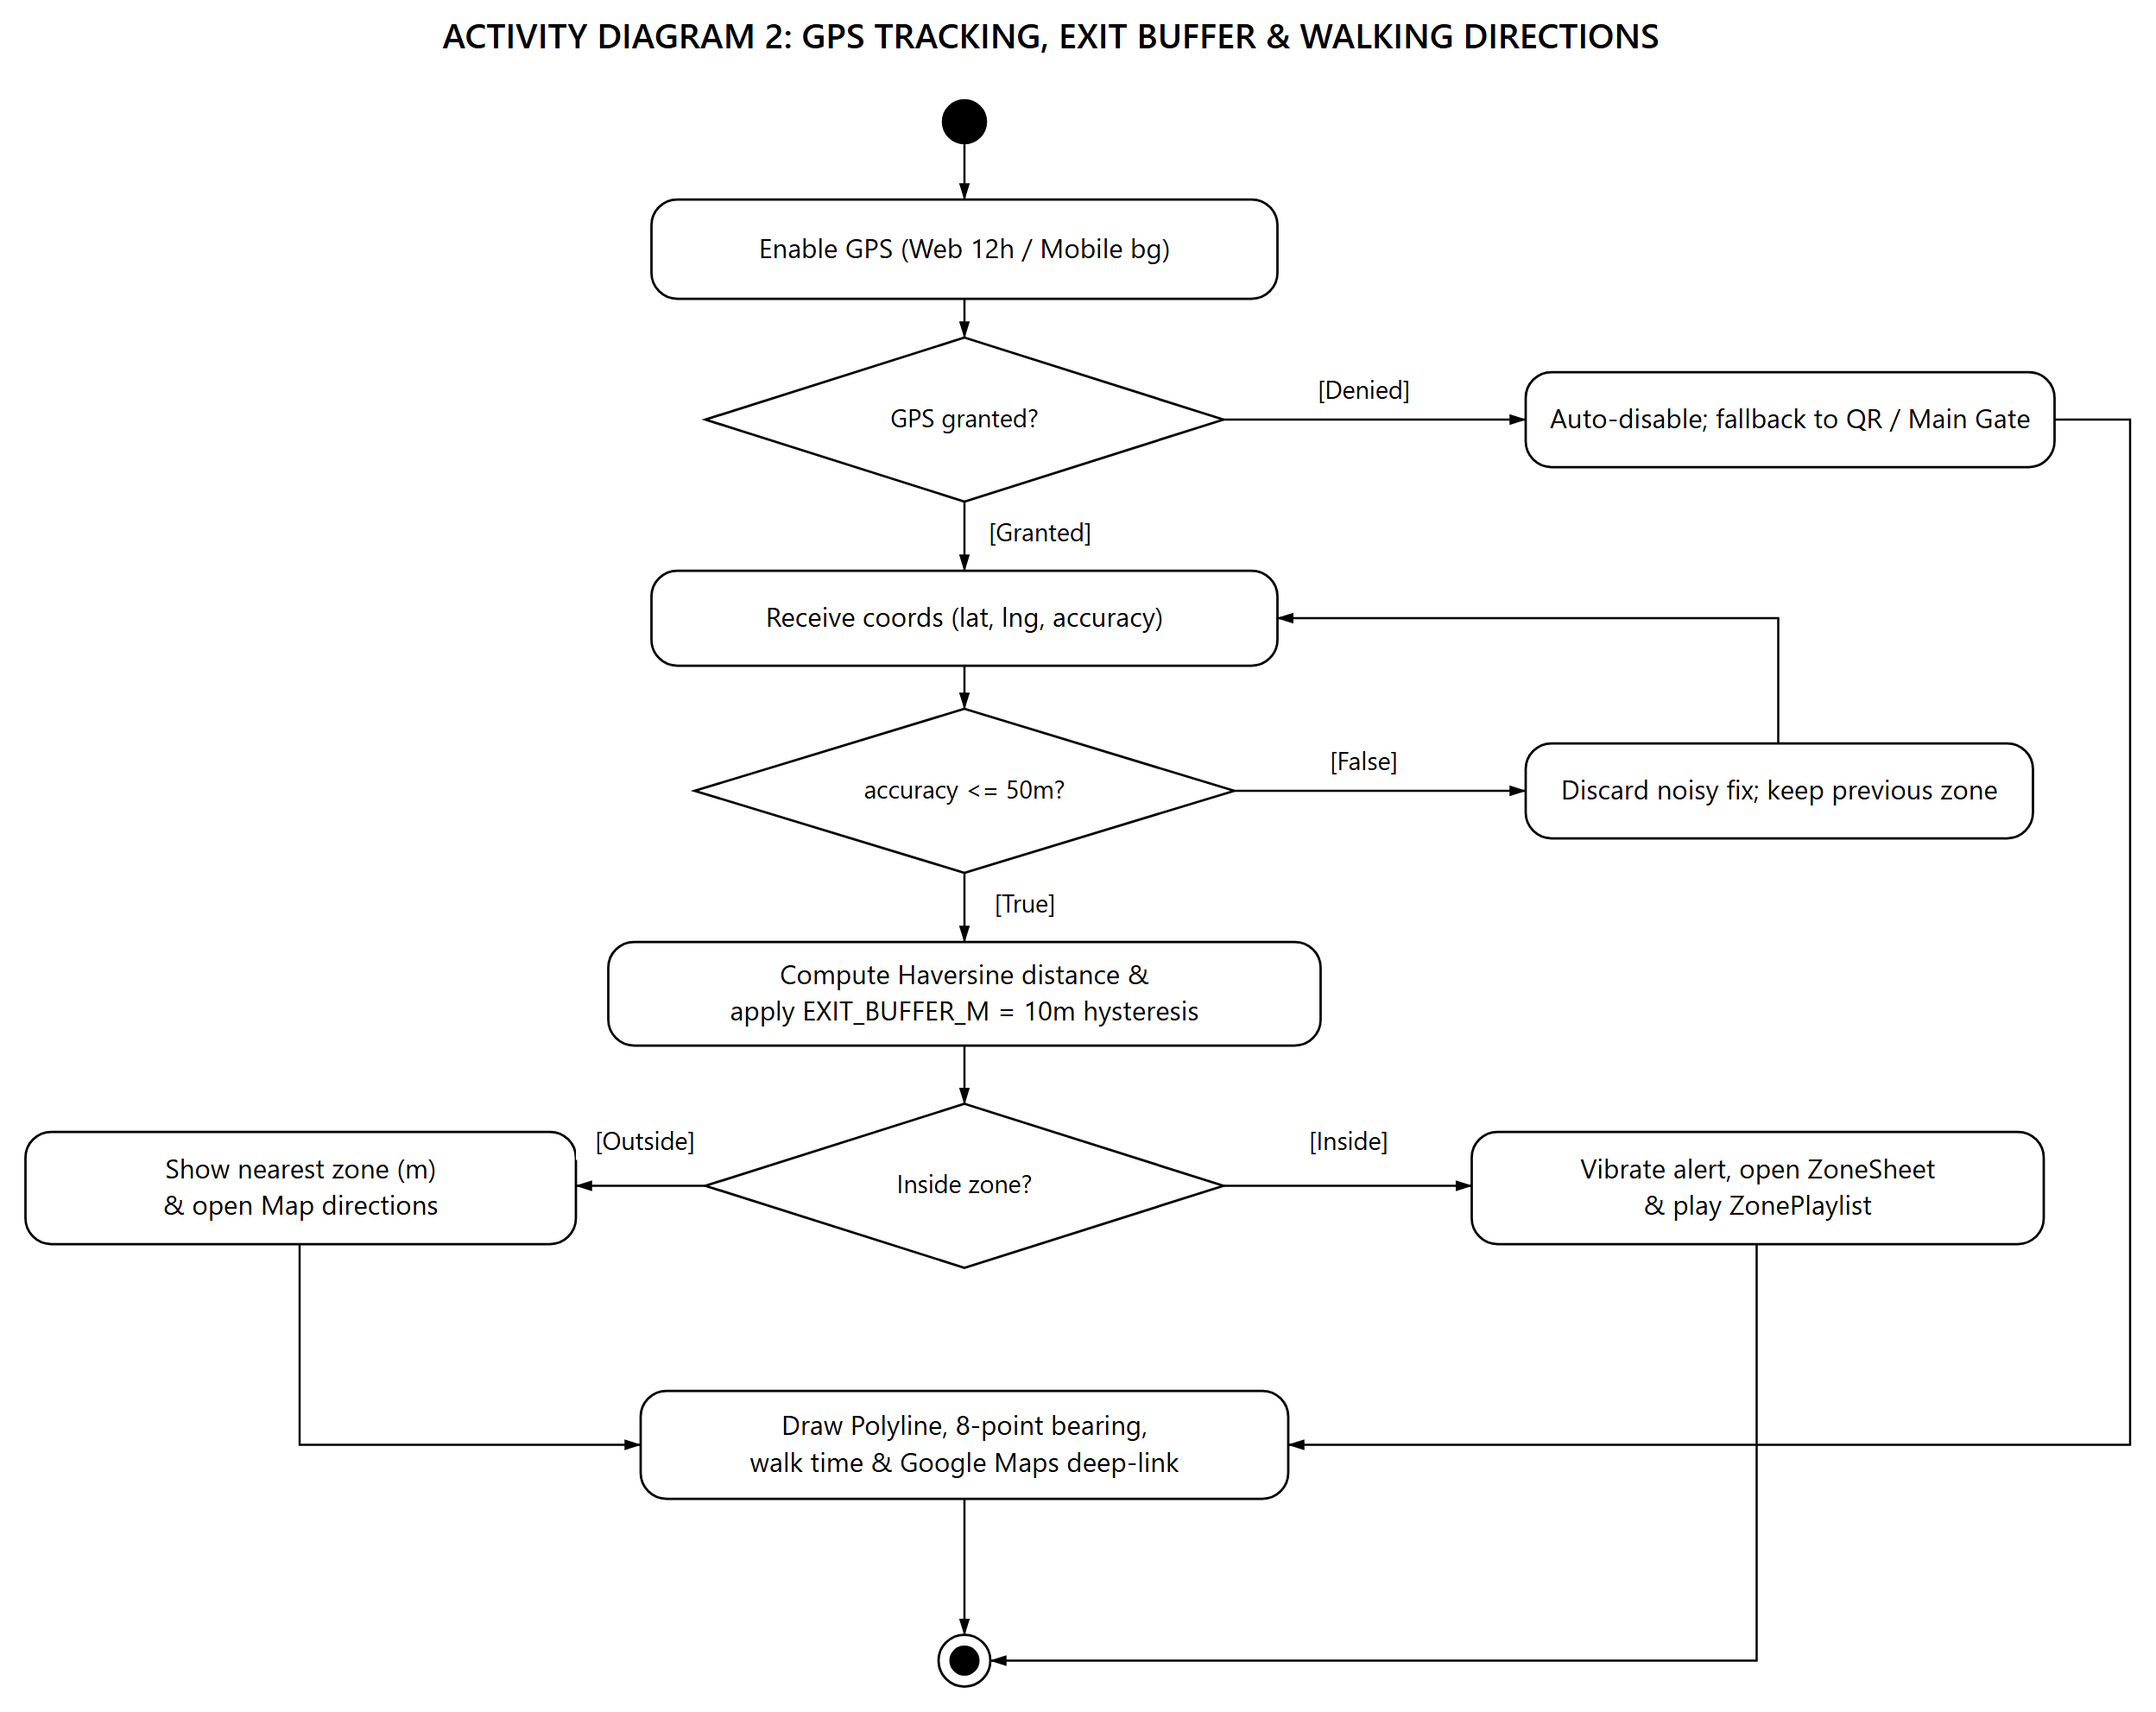 ACTIVITY DIAGRAM 2: GPS TRACKING, EXIT BUFFER & WALKING DIRECTIONS
Enable GPS (Web 12h / Mobile bg)
GPS granted?
[Denied]
Auto-disable; fallback to QR / Main Gate
[Granted]
Receive coords (lat, lng, accuracy)
accuracy <= 50m?
[False]
Discard noisy fix; keep previous zone
[True]
Compute Haversine distance &
apply EXIT_BUFFER_M = 10m hysteresis
[Outside]
Show nearest zone (m)
& open Map directions
Inside zone?
[Inside]
Vibrate alert, open ZoneSheet
& play ZonePlaylist
Draw Polyline, 8-point bearing,
walk time & Google Maps deep-link